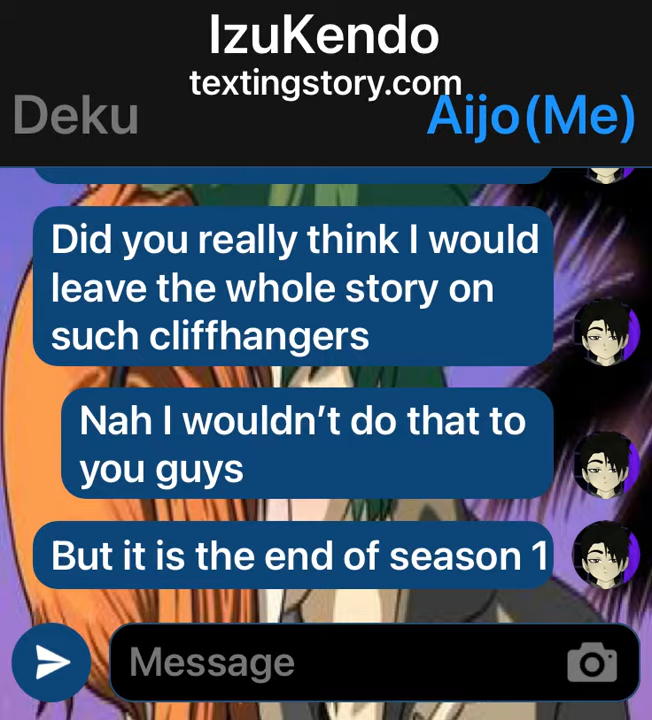 IzuKendo
textingstory.com
Deku
Aijo(Me)
Did you really think I would
leave the whole story on
such cliffhangers
Nah I wouldn’t do that to
you guys
But it is the end of season 1
Message